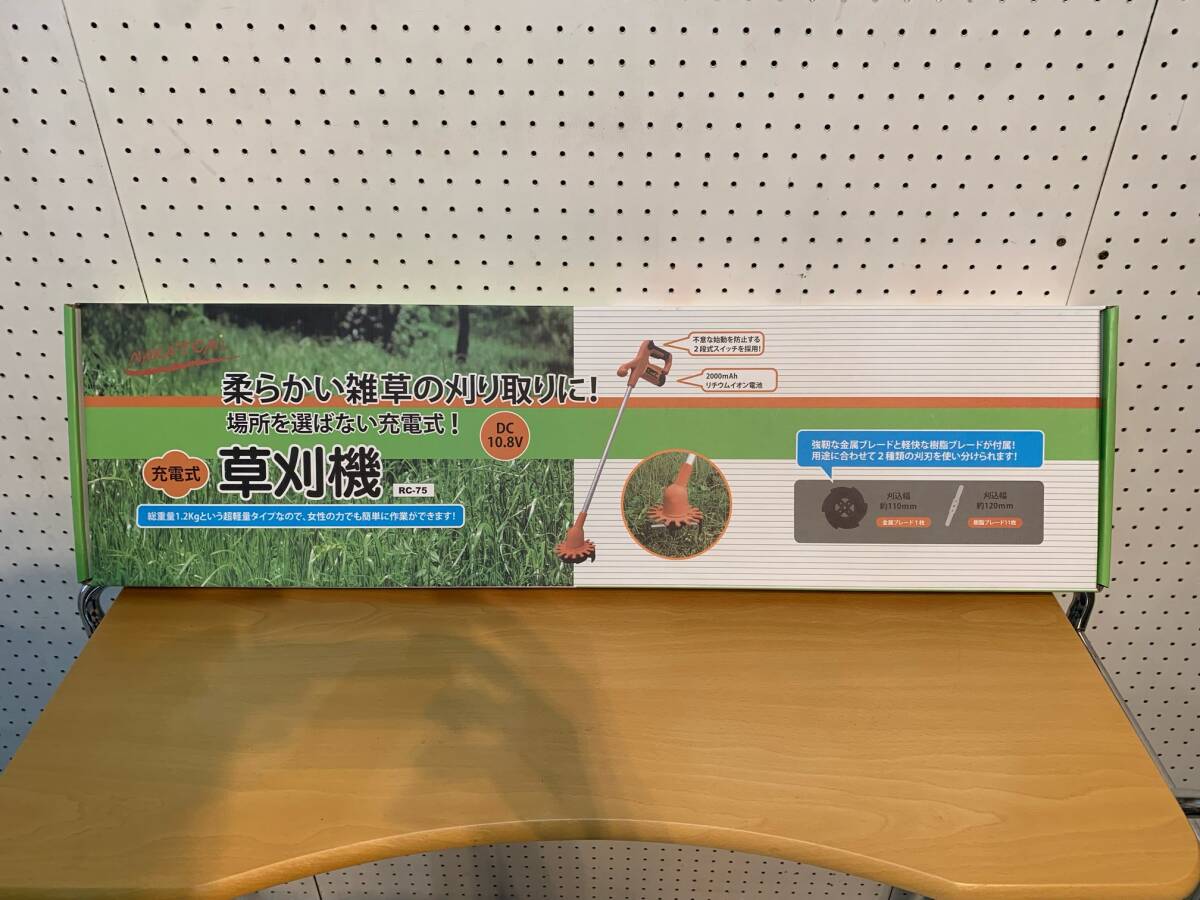 NAKATOMI
柔らかい雑草の刈り取りに!
場所を選ばない充電式!
DC
10.8V
充電式
草刈機
RC-75
総重量1.2Kgという超軽量タイプなので、女性の力でも簡単に作業ができます!
不意な始動を防止する
2段式スイッチを採用!
2000mAh
リチウムイオン電池
強靭な金属ブレードと軽快な樹脂ブレードが付属!
用途に合わせて2種類の刈刃を使い分けられます!
刈込幅
約110mm
金属ブレード1枚
刈込幅
約120mm
樹脂ブレード11枚